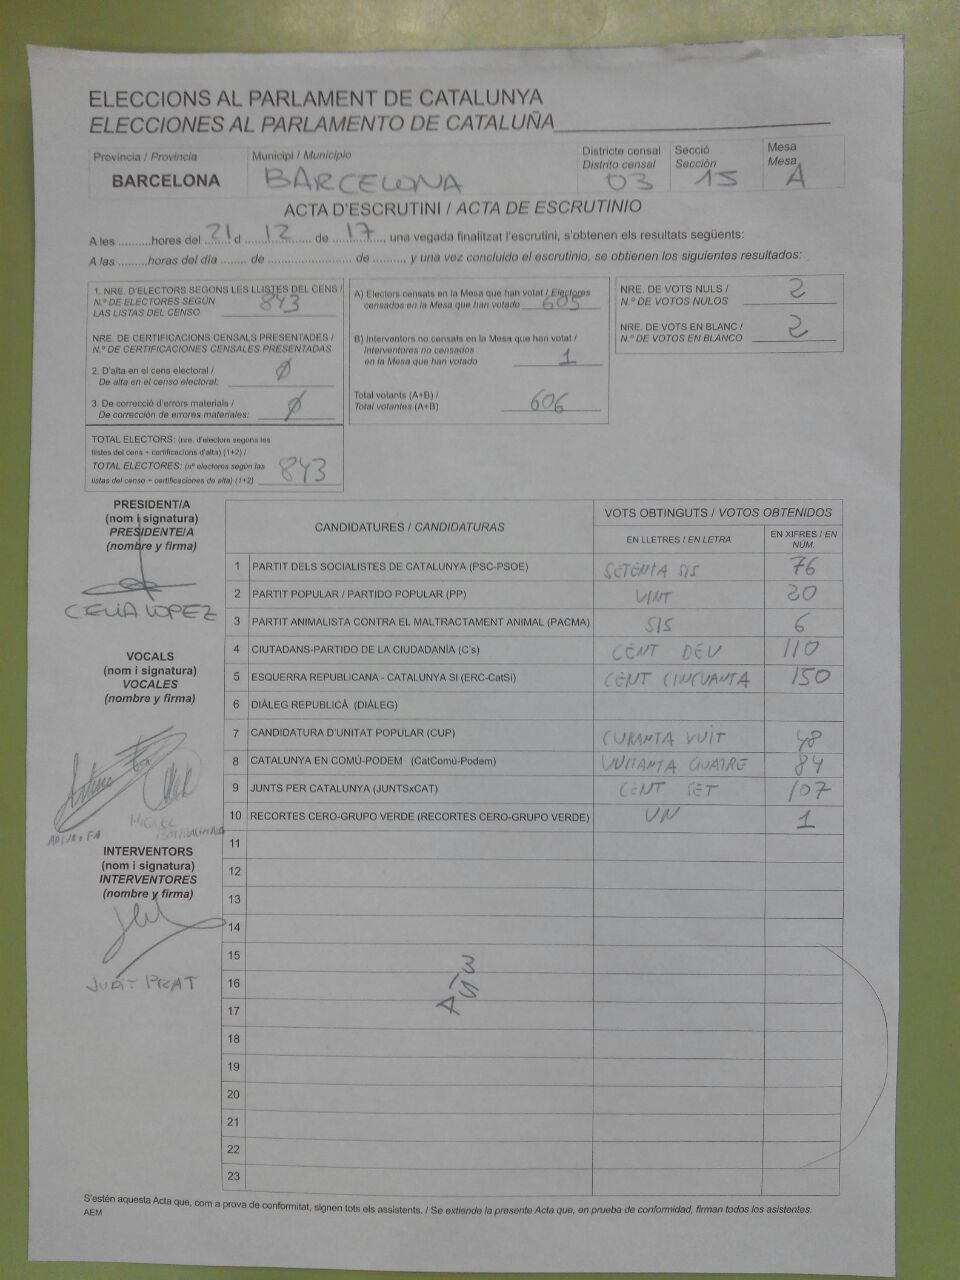 ELECCIONS AL PARLAMENT DE CATALUNYA
ELECCIONES AL PARLAMENTO DE CATALUÑA
Província / Provincia
BARCELONA
Municipi / Municipio
BARCELONA
Districte censal
Distrito censal
03
Secció
Sección
15
Mesa
Mesa
A
ACTA D'ESCRUTINI / ACTA DE ESCRUTINIO
A les ..........hores del 21 d 12 de 17, una vegada finalitzat l'escrutini, s'obtenen els resultats següents:
A las ........horas del día ........ de ........................... de .........., y una vez concluido el escrutinio, se obtienen los siguientes resultados:
1. NRE. D'ELECTORS SEGONS LES LLISTES DEL CENS /
N.º DE ELECTORES SEGÚN
LAS LISTAS DEL CENSO
843
NRE. DE CERTIFICACIONS CENSALS PRESENTADES /
N.º DE CERTIFICACIONES CENSALES PRESENTADAS
2. D'alta en el cens electoral /
De alta en el censo electoral:
Ø
3. De correcció d'errors materials /
De corrección de errores materiales:
Ø
TOTAL ELECTORS: (nre. d'electors segons les
llistes del cens + certificacions d'alta) (1+2) /
TOTAL ELECTORES: (nº electores según las
listas del censo + certificaciones de alta) (1+2)
843
A) Electors censats en la Mesa que han votat / Electores
censados en la Mesa que han votado
605
B) Interventors no censats en la Mesa que han votat /
Interventores no censados
en la Mesa que han votado
1
Total votants (A+B) /
Total votantes (A+B)
606
NRE. DE VOTS NULS /
N.º DE VOTOS NULOS
2
NRE. DE VOTS EN BLANC /
N.º DE VOTOS EN BLANCO
2
PRESIDENT/A
(nom i signatura)
PRESIDENTE/A
(nombre y firma)
CELIA LOPEZ
VOCALS
(nom i signatura)
VOCALES
(nombre y firma)
MIQUEL
INTERVENTORS
(nom i signatura)
INTERVENTORES
(nombre y firma)
PRAT
CANDIDATURES / CANDIDATURAS
VOTS OBTINGUTS / VOTOS OBTENIDOS
EN LLETRES / EN LETRA
EN XIFRES / EN
NÚM.
1 PARTIT DELS SOCIALISTES DE CATALUNYA (PSC-PSOE) SETENTA SIS 76
2 PARTIT POPULAR / PARTIDO POPULAR (PP) VINT 20
3 PARTIT ANIMALISTA CONTRA EL MALTRACTAMENT ANIMAL (PACMA) SIS 6
4 CIUTADANS-PARTIDO DE LA CIUDADANÍA (C's) CENT DEU 110
5 ESQUERRA REPUBLICANA - CATALUNYA SÍ (ERC-CatSí) CENT CINCUANTA 150
6 DIÀLEG REPUBLICÀ (DIÀLEG)
7 CANDIDATURA D'UNITAT POPULAR (CUP) CURANTA VUIT 48
8 CATALUNYA EN COMÚ-PODEM (CatComú-Podem) VUITANTA QUATRE 84
9 JUNTS PER CATALUNYA (JUNTSxCAT) CENT SET 107
10 RECORTES CERO-GRUPO VERDE (RECORTES CERO-GRUPO VERDE) UN 1
11
12
13
14
15
16
17
18
19
20
21
22
23
3-15-A
S'estén aquesta Acta que, com a prova de conformitat, signen tots els assistents. / Se extiende la presente Acta que, en prueba de conformidad, firman todos los asistentes.
AEM